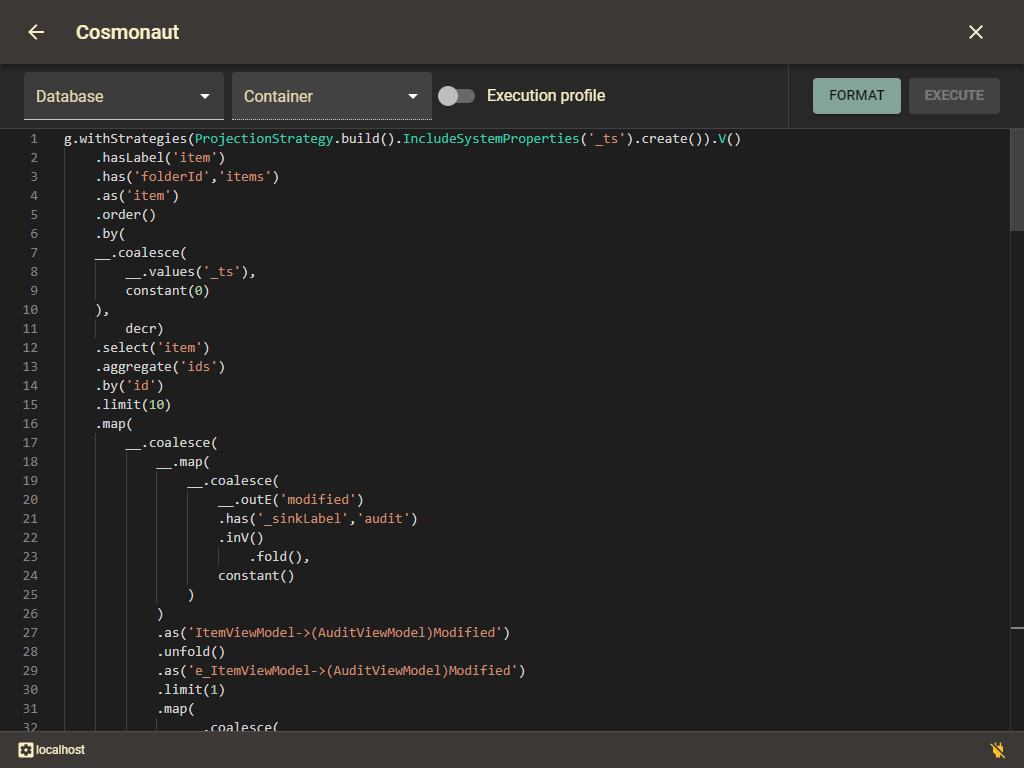 Cosmonaut
Database
Container
Execution profile
FORMAT
EXECUTE
1 g.withStrategies(ProjectionStrategy.build().IncludeSystemProperties('_ts').create()).V()
2 .hasLabel('item')
3 .has('folderId','items')
4 .as('item')
5 .order()
6 .by(
7 __.coalesce(
8 __.values('_ts'),
9 constant(0)
10 ),
11 decr)
12 .select('item')
13 .aggregate('ids')
14 .by('id')
15 .limit(10)
16 .map(
17 __.coalesce(
18 __.map(
19 __.coalesce(
20 __.outE('modified')
21 .has('_sinkLabel','audit')
22 .inV()
23 .fold(),
24 constant()
25 )
26 )
27 .as('ItemViewModel->(AuditViewModel)Modified')
28 .unfold()
29 .as('e_ItemViewModel->(AuditViewModel)Modified')
30 .limit(1)
31 .map(
32 .coalesce(
localhost